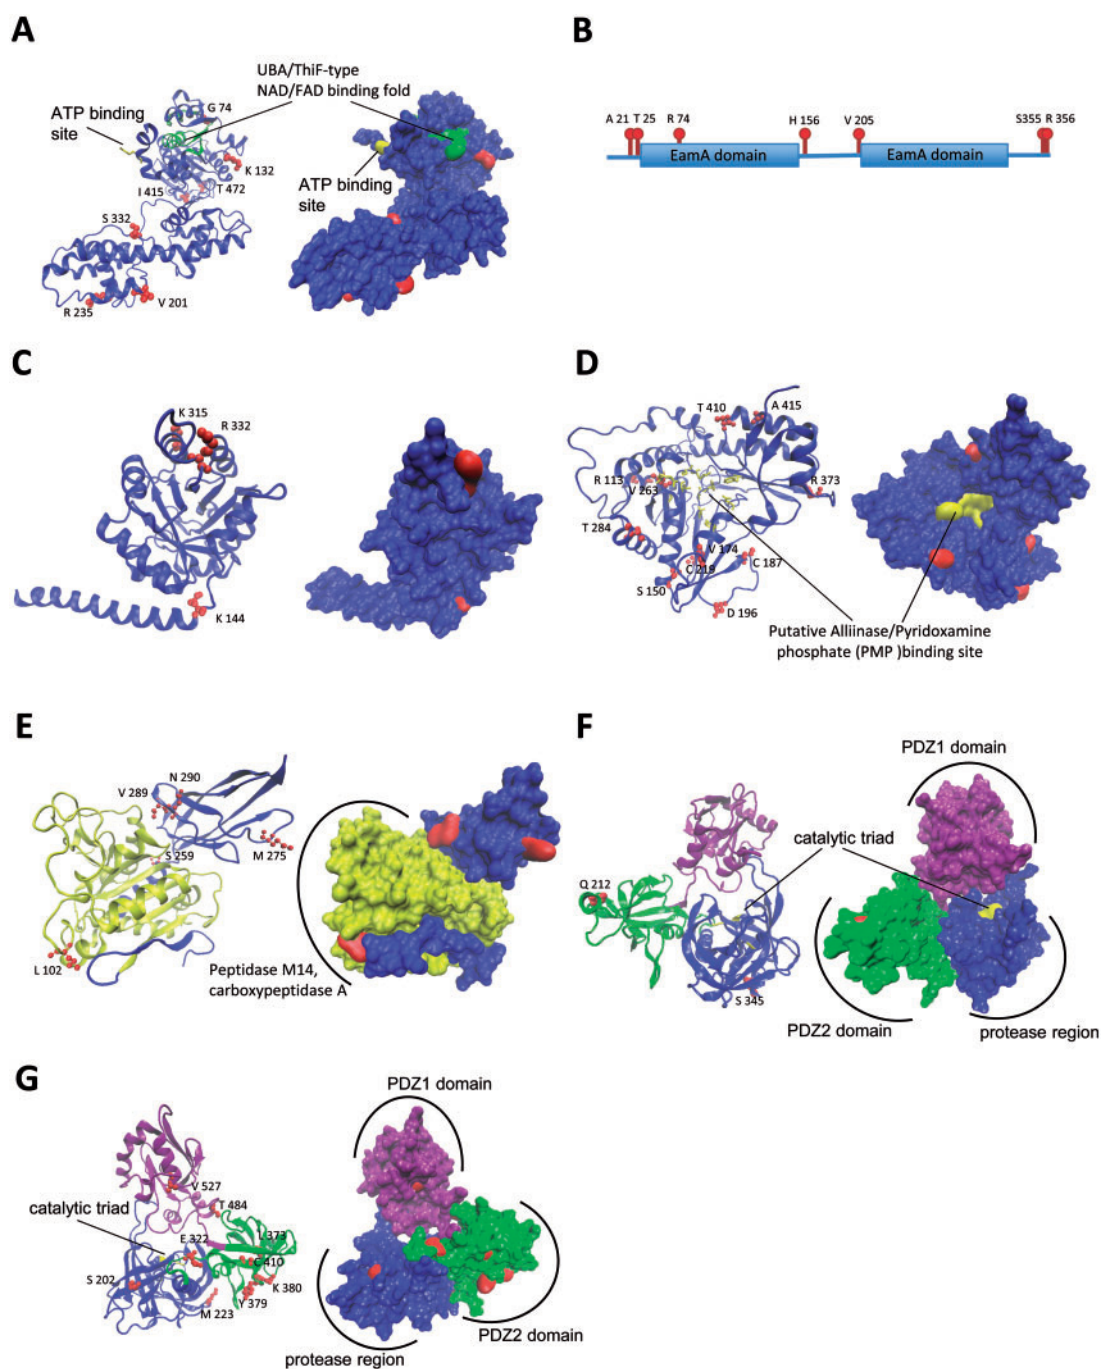 A
UBA/ThiF-type
NAD/FAD binding fold
G 74
ATP binding
site
K 132
I 415
T 472
ATP binding
site
S 332
R 235
V 201
B
A 21
T 25
R 74
H 156
V 205
S355
R 356
EamA domain
EamA domain
C
K 315
R 332
K 144
D
T 410
A 415
R 113
V 263
R 373
T 284
V 174
C 219
C 187
S 150
D 196
Putative Alliinase/Pyridoxamine
phosphate (PMP )binding site
E
N 290
V 289
S 259
M 275
L 102
Peptidase M14,
carboxypeptidase A
F
PDZ1 domain
catalytic triad
Q 212
S 345
PDZ2 domain
protease region
G
PDZ1 domain
V 527
T 484
catalytic triad
E 322
L 373
C 410
S 202
K 380
Y 379
M 223
PDZ2 domain
protease region